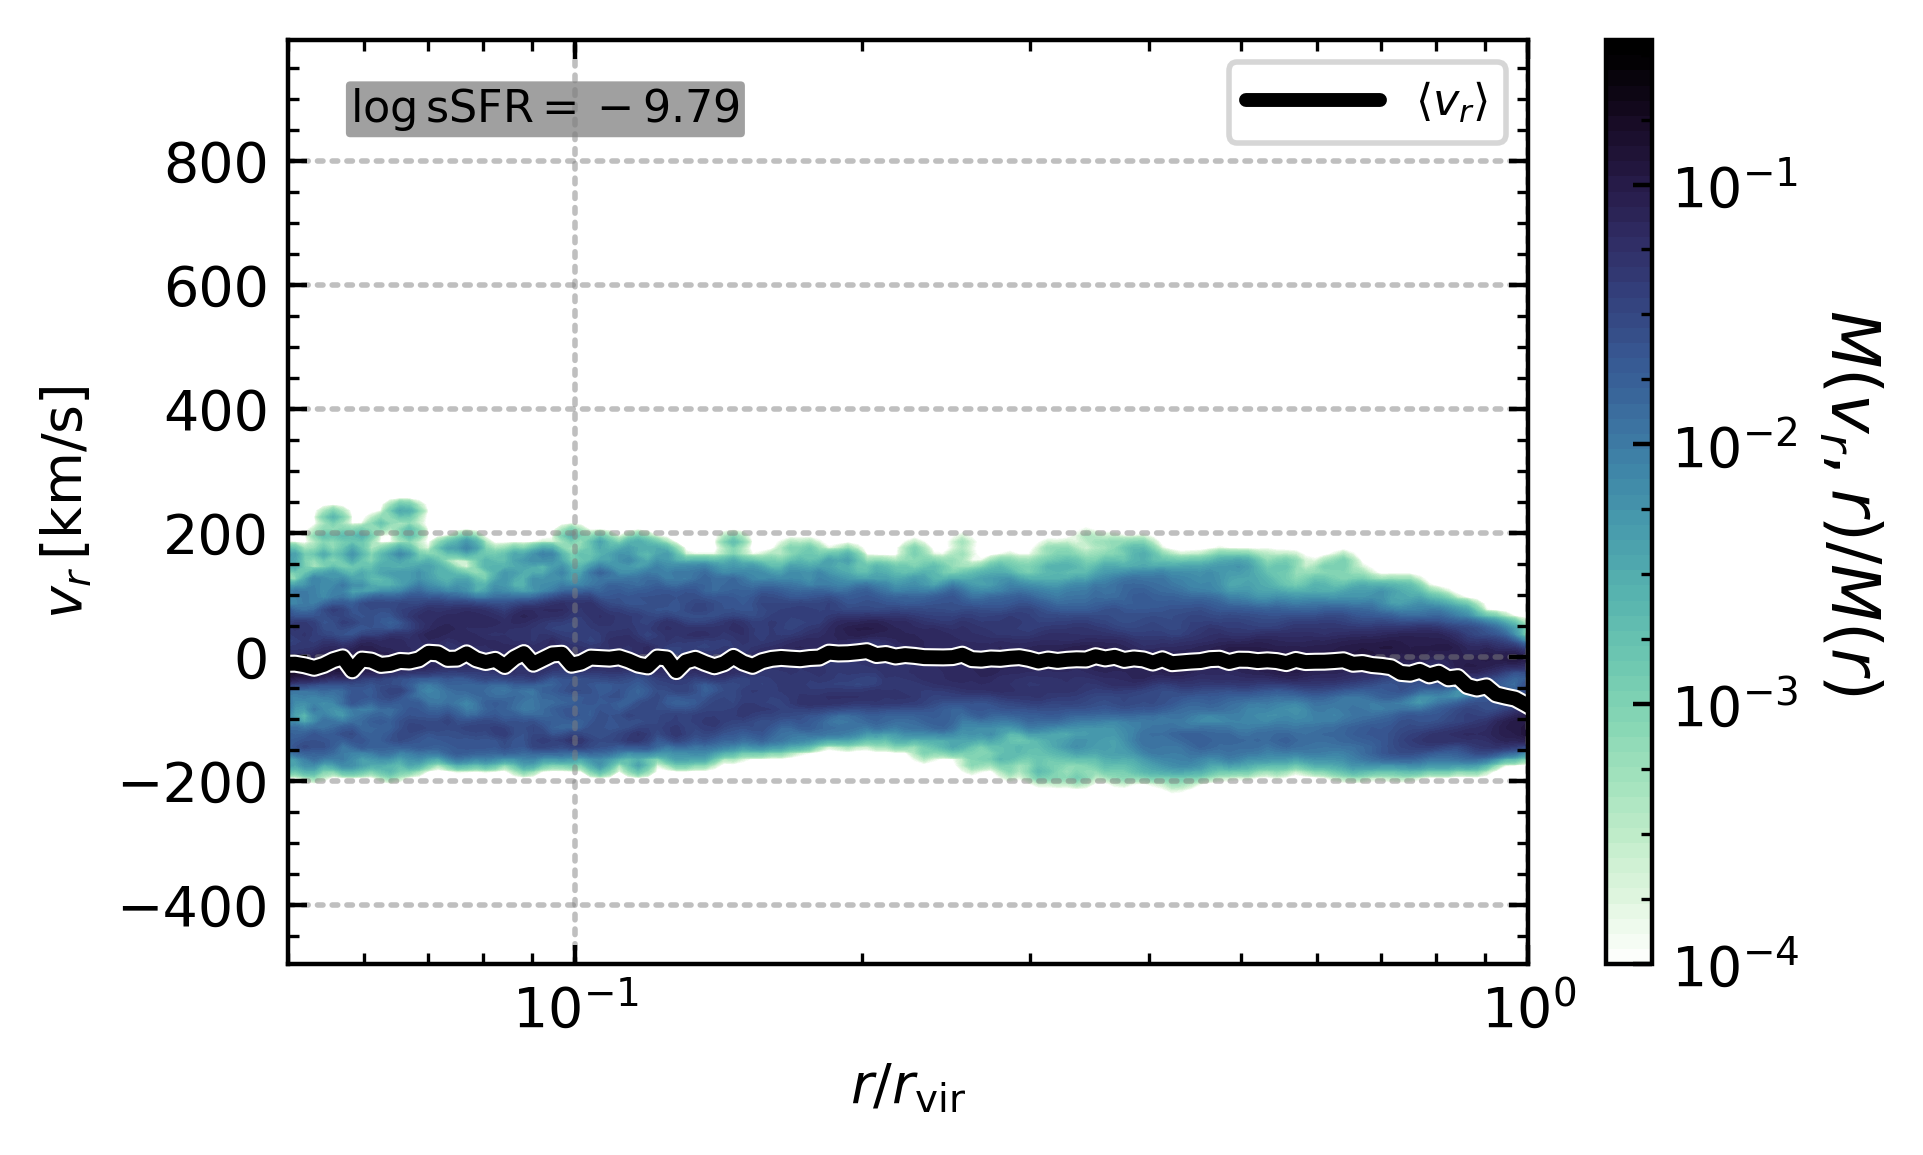 log sSFR = −9.79
⟨v_r⟩
800
600
400
200
0
−200
−400
v_r [km/s]
10^−1
10^0
r/r_vir
10^−1
10^−2
10^−3
10^−4
M(v_r, r)/M(r)